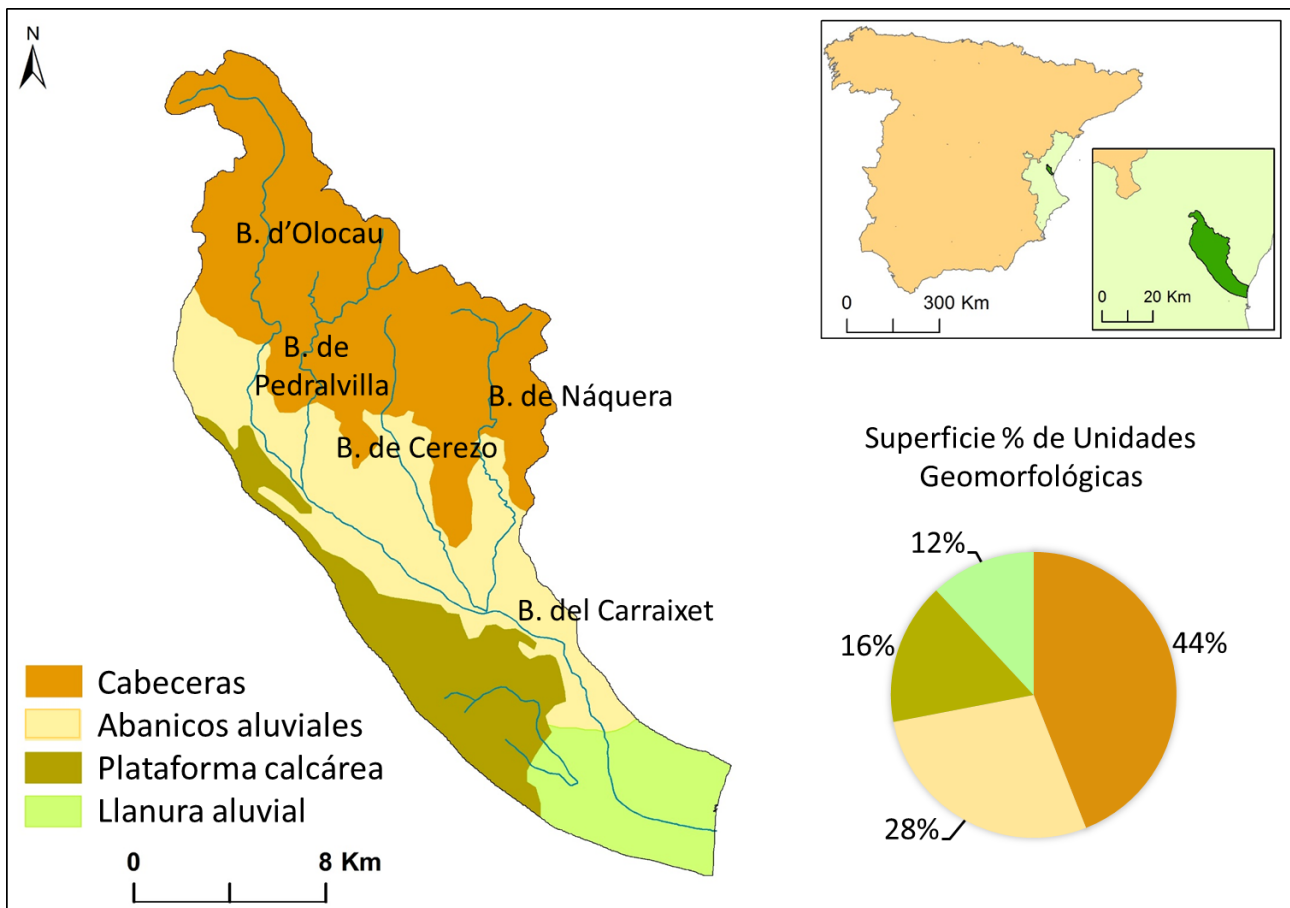 N
B. d’Olocau
B. de
Pedralvilla
B. de Náquera
B. de Cerezo
B. del Carraixet
Cabeceras
Abanicos aluviales
Plataforma calcárea
Llanura aluvial
0 8 Km
0 300 Km
0 20 Km
Superficie % de Unidades
Geomorfológicas
12%
16%
44%
28%